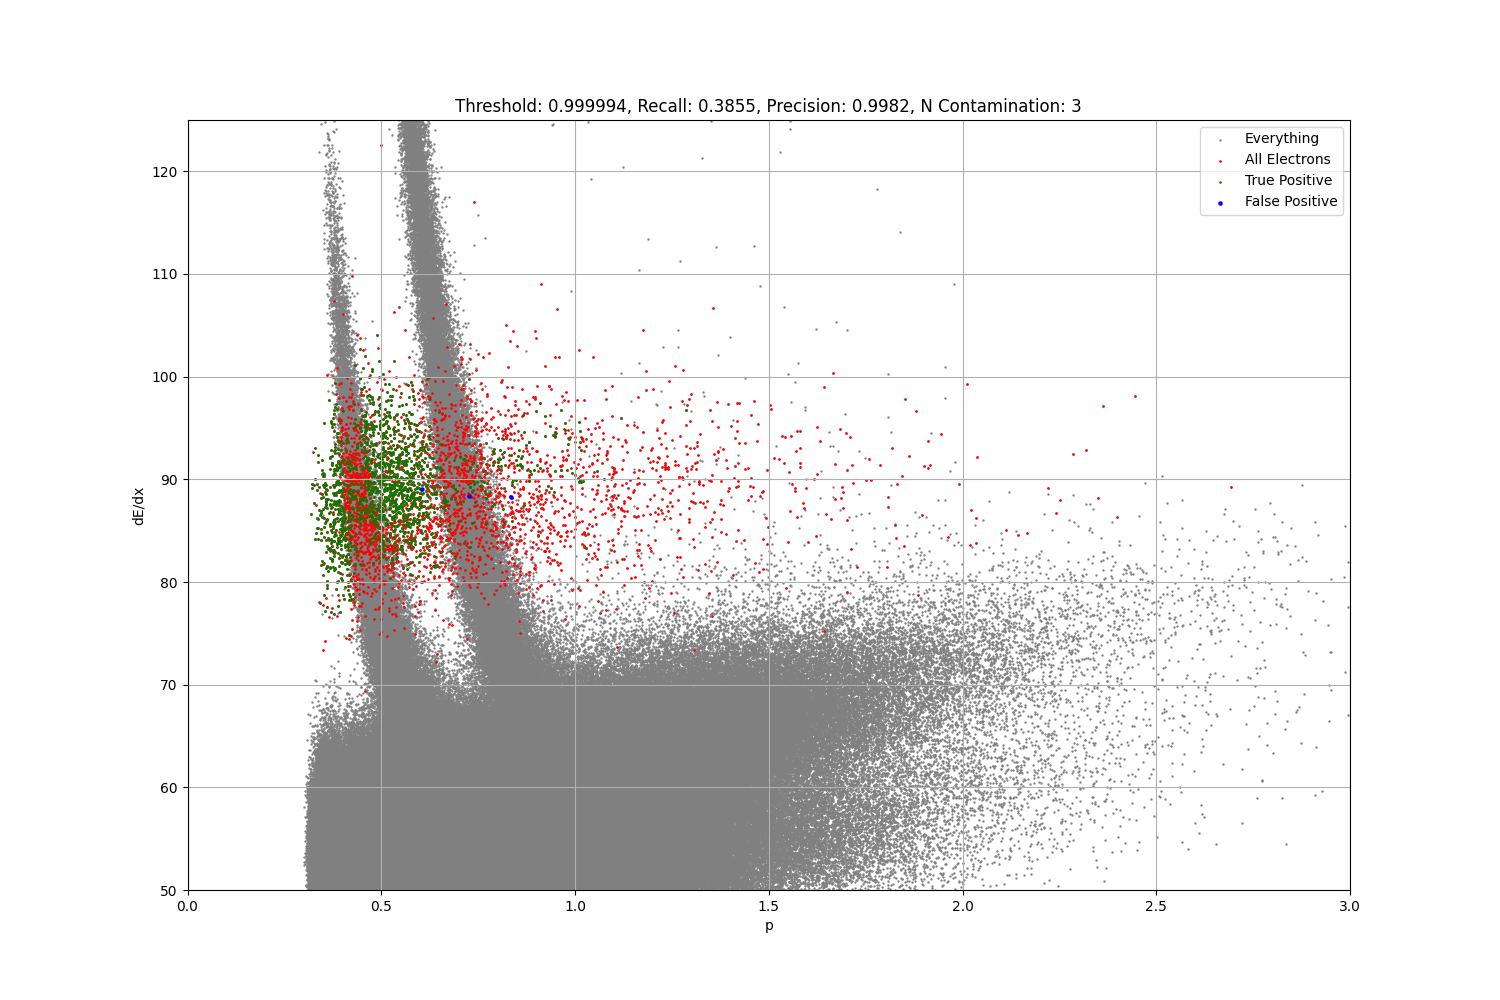 Threshold: 0.999994, Recall: 0.3855, Precision: 0.9982, N Contamination: 3
Everything
All Electrons
True Positive
False Positive
120
110
100
90
80
70
60
50
dE/dx
0.0 0.5 1.0 1.5 2.0 2.5 3.0
p